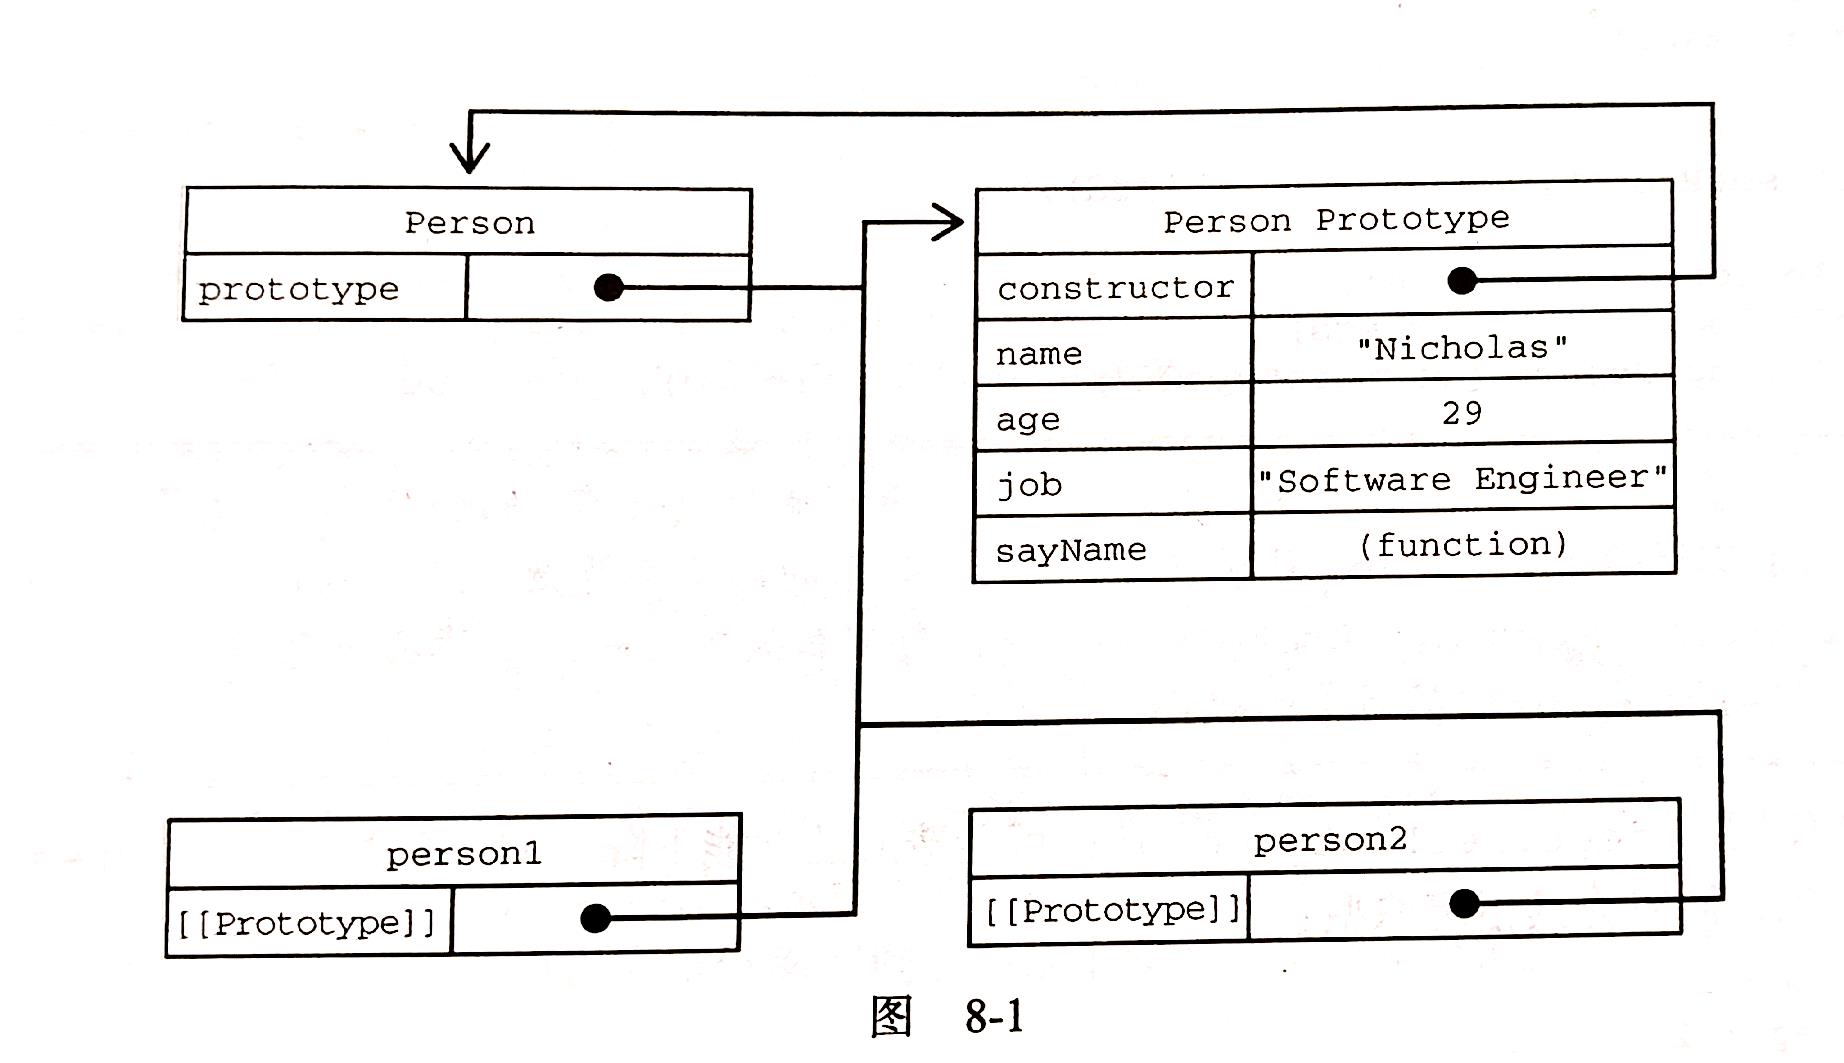 Person
prototype
Person Prototype
constructor
name "Nicholas"
age 29
job "Software Engineer"
sayName (function)
person1
[[Prototype]]
person2
[[Prototype]]
图 8-1